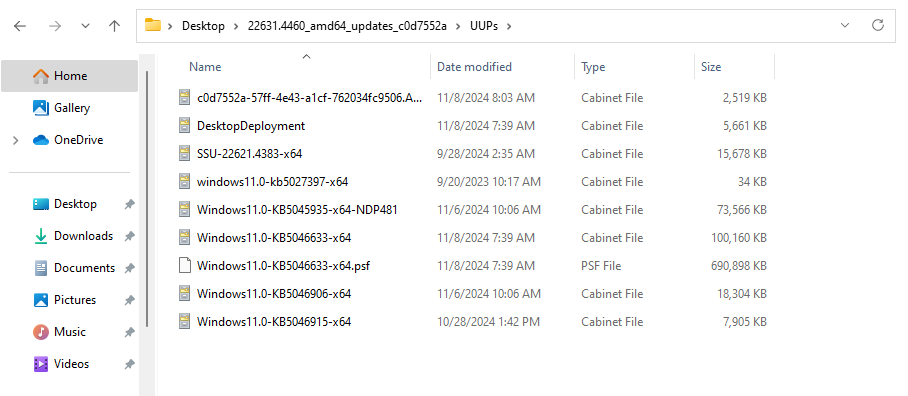 Desktop > 22631.4460_amd64_updates_c0d7552a > UUPs >
Home
Gallery
OneDrive
Desktop
Downloads
Documents
Pictures
Music
Videos
Name Date modified Type Size
c0d7552a-57ff-4e43-a1cf-762034fc9506.A... 11/8/2024 8:03 AM Cabinet File 2,519 KB
DesktopDeployment 11/8/2024 7:39 AM Cabinet File 5,661 KB
SSU-22621.4383-x64 9/28/2024 2:35 AM Cabinet File 15,678 KB
windows11.0-kb5027397-x64 9/20/2023 10:17 AM Cabinet File 34 KB
Windows11.0-KB5045935-x64-NDP481 11/6/2024 10:06 AM Cabinet File 73,566 KB
Windows11.0-KB5046633-x64 11/8/2024 7:39 AM Cabinet File 100,160 KB
Windows11.0-KB5046633-x64.psf 11/8/2024 7:39 AM PSF File 690,898 KB
Windows11.0-KB5046906-x64 11/6/2024 10:06 AM Cabinet File 18,304 KB
Windows11.0-KB5046915-x64 10/28/2024 1:42 PM Cabinet File 7,905 KB